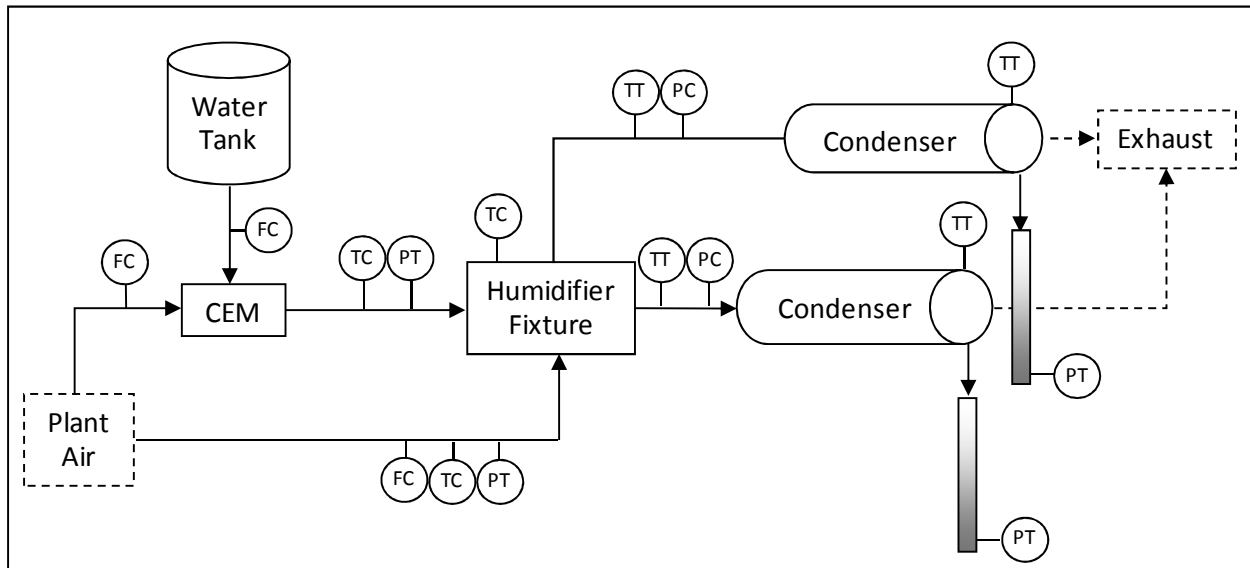 TT
TT
PC
Water
Tank
Condenser
Exhaust
FC
TC
TT
FC
TC
PT
TT
PC
CEM
Humidifier
Fixture
Condenser
PT
Plant
Air
FC
TC
PT
PT